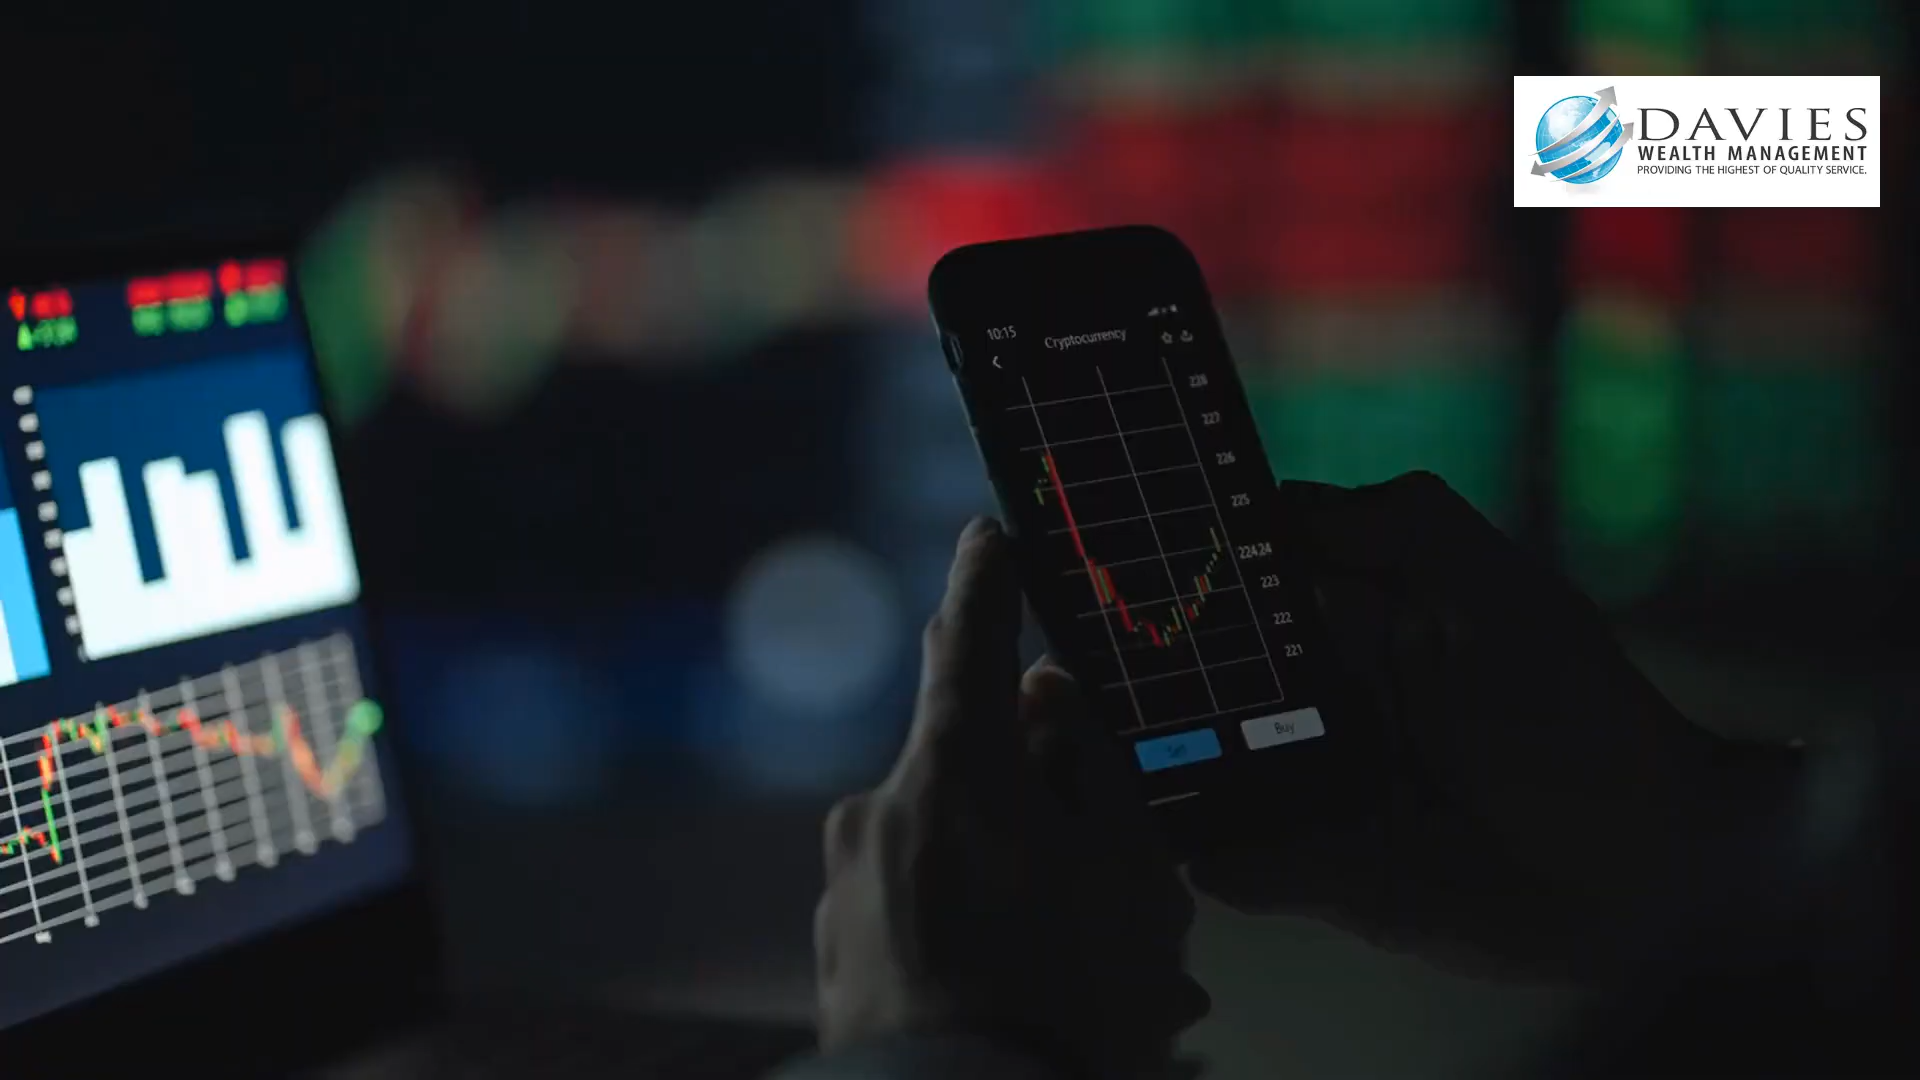 DAVIES
WEALTH MANAGEMENT
PROVIDING THE HIGHEST OF QUALITY SERVICE.
10:15
Cryptocurrency
228
227
226
225
224.24
223
222
221
Sell
Buy